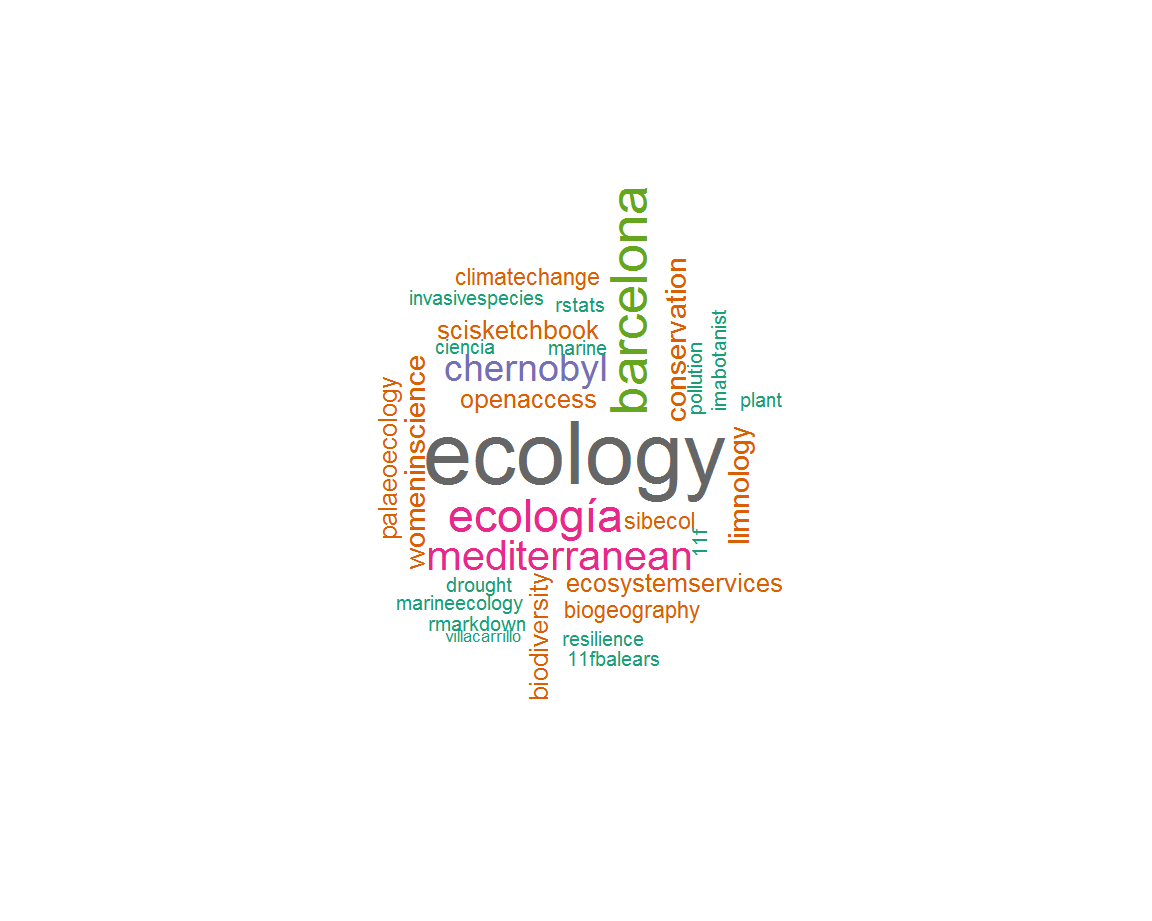 barcelona
conservation
climatechange
invasivespecies
rstats
imabotanist
scisketchbook
ciencia
marine
pollution
chernobyl
womeninscience
palaeoecology
openaccess
plant
ecology
limnology
ecología
sibecol
11f
mediterranean
drought
biodiversity
ecosystemservices
marineecology
biogeography
rmarkdown
villacarrillo
resilience
11fbalears